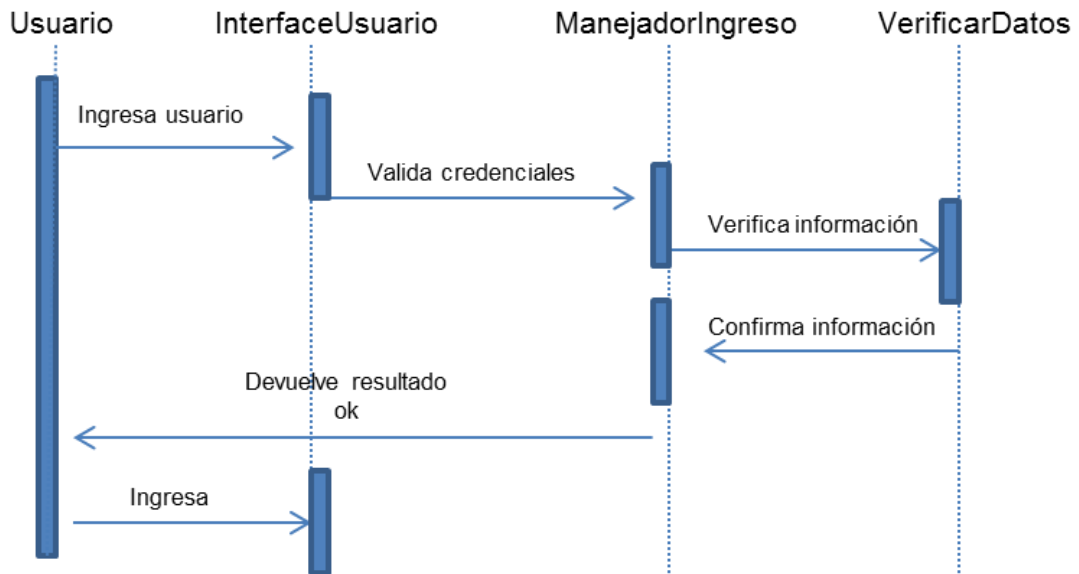 Usuario
InterfaceUsuario
ManejadorIngreso
VerificarDatos
Ingresa usuario
Valida credenciales
Verifica información
Confirma información
Devuelve resultado
ok
Ingresa